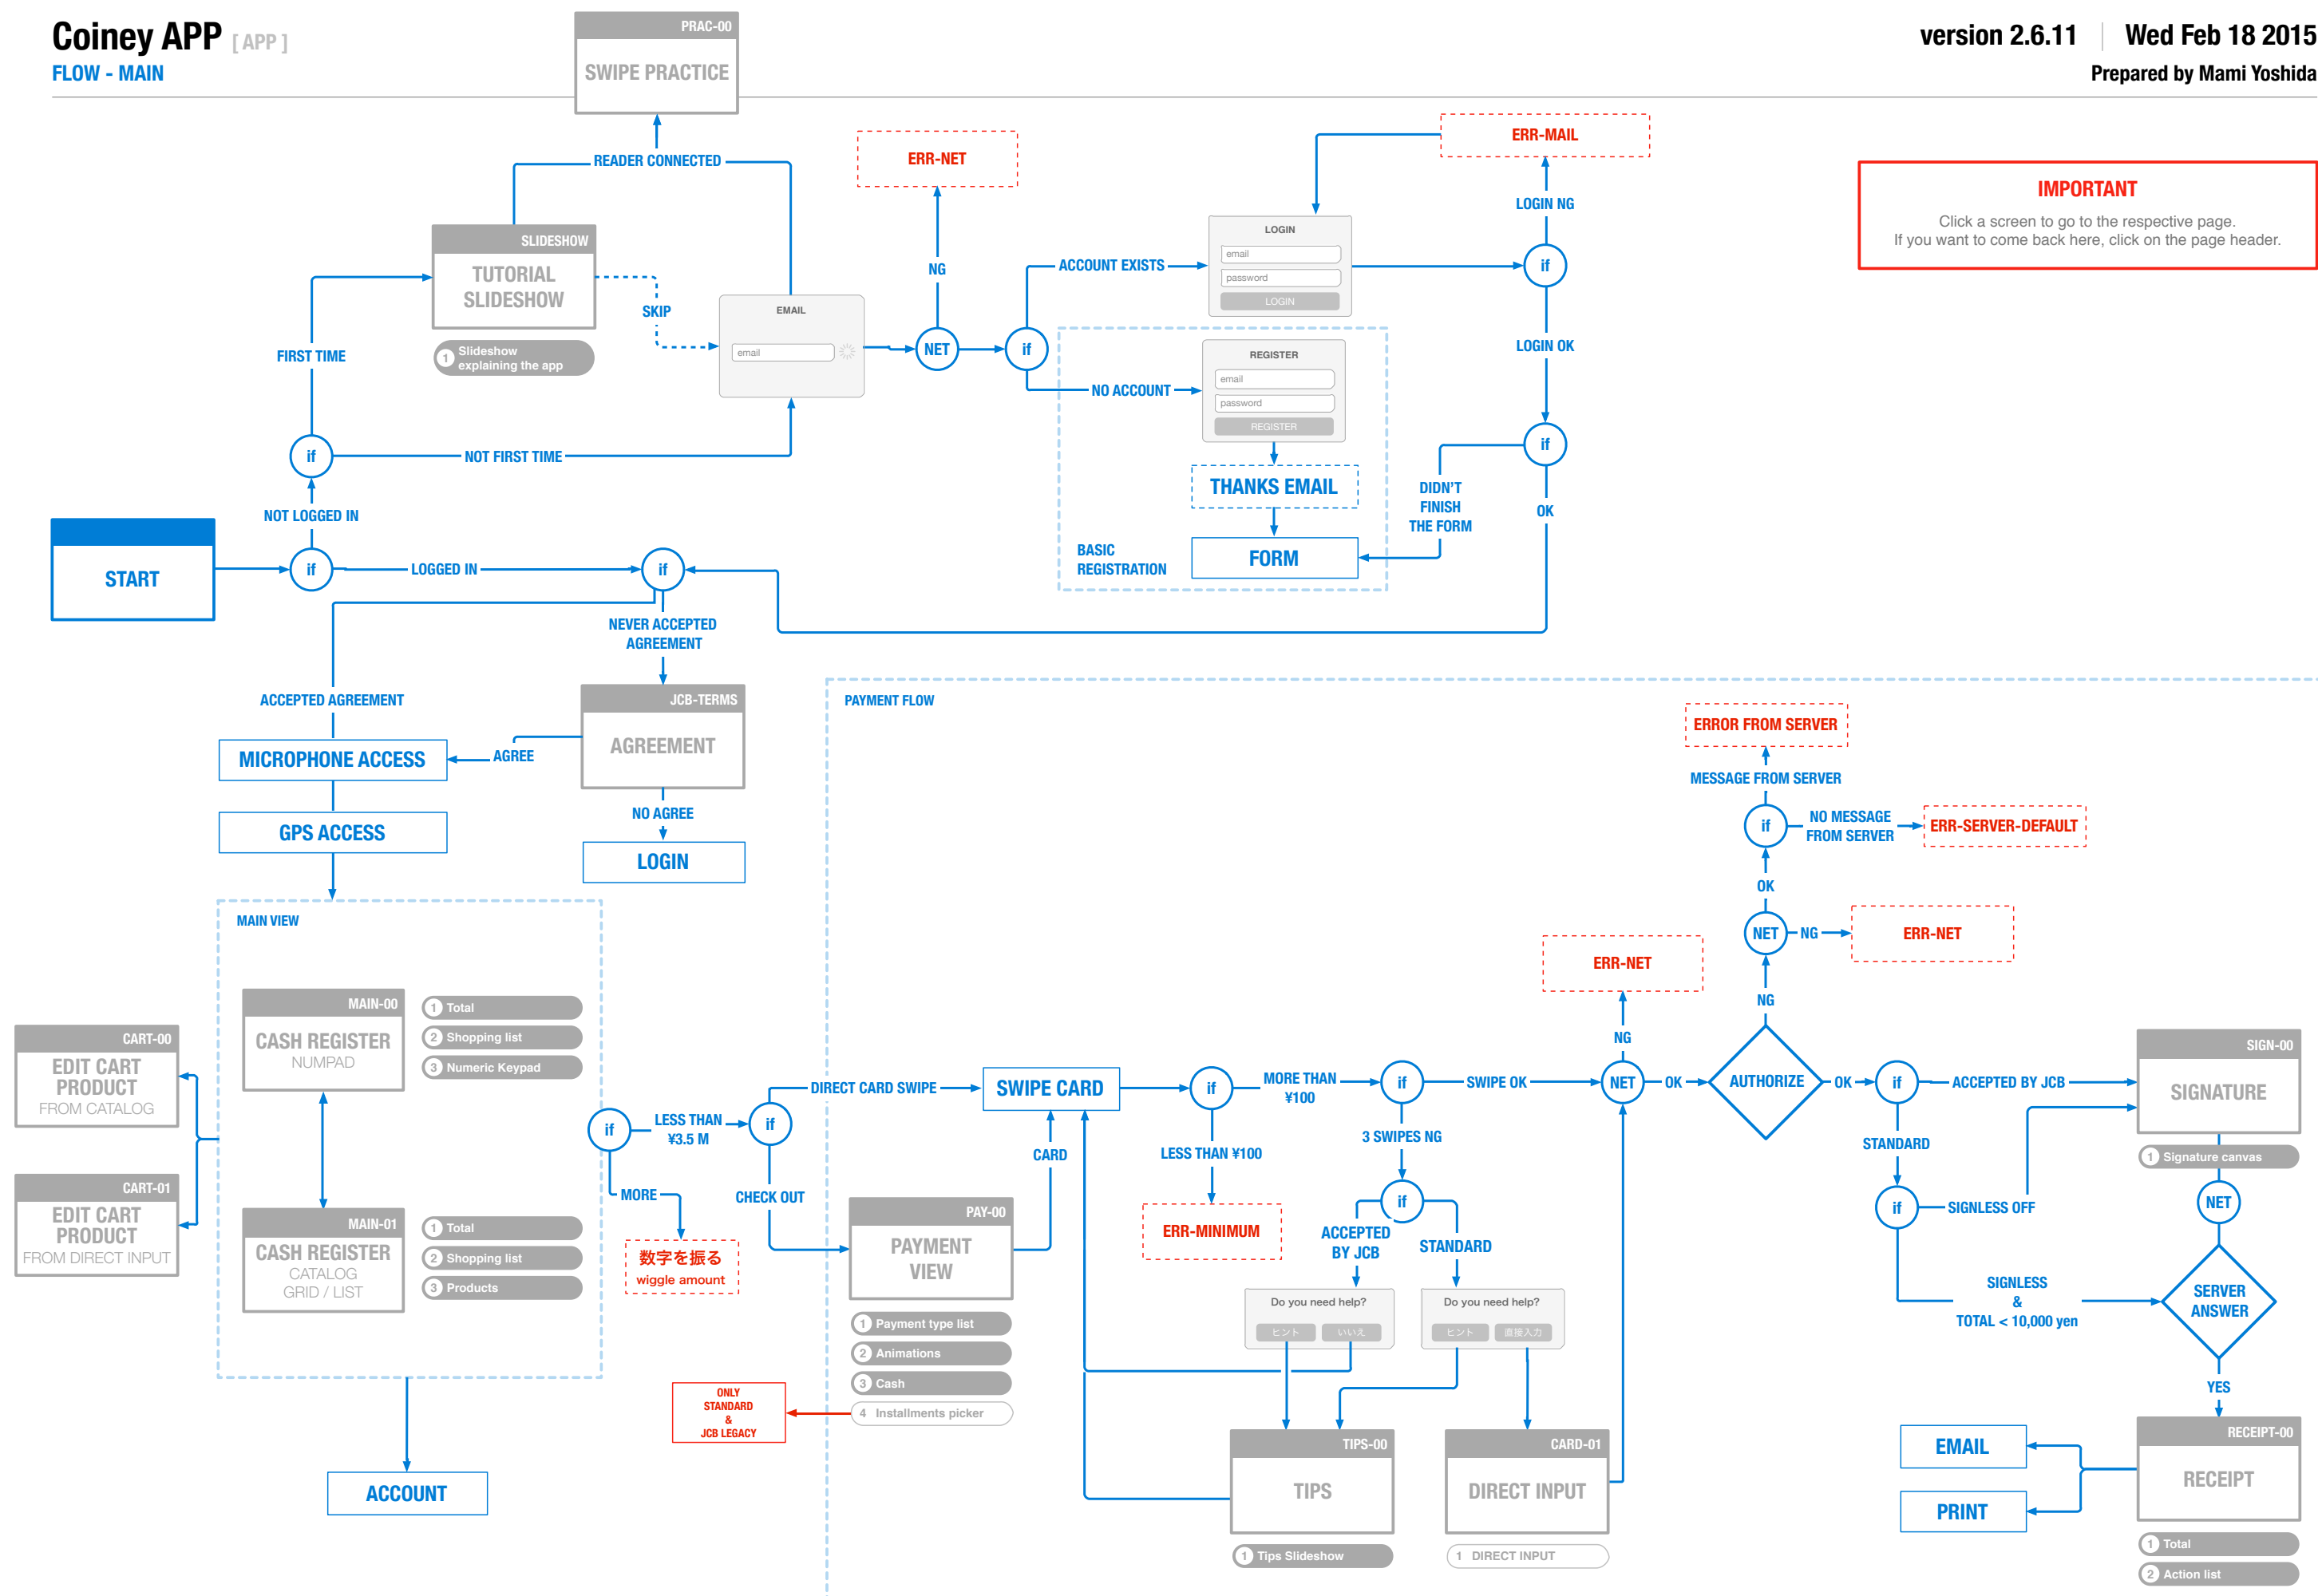 Coiney APP [ APP ]
FLOW - MAIN
version 2.6.11 | Wed Feb 18 2015
Prepared by Mami Yoshida
PRAC-00
SWIPE PRACTICE
READER CONNECTED
ERR-NET
ERR-MAIL
IMPORTANT
Click a screen to go to the respective page.
If you want to come back here, click on the page header.
LOGIN NG
SLIDESHOW
TUTORIAL
SLIDESHOW
1 Slideshow
explaining the app
SKIP
FIRST TIME
EMAIL
email
NG
NET
if
ACCOUNT EXISTS
LOGIN
email
password
LOGIN
if
LOGIN OK
NO ACCOUNT
REGISTER
email
password
REGISTER
if
if
NOT FIRST TIME
THANKS EMAIL
DIDN'T
FINISH
THE FORM
OK
NOT LOGGED IN
START
if
LOGGED IN
if
BASIC
REGISTRATION
FORM
NEVER ACCEPTED
AGREEMENT
ACCEPTED AGREEMENT
JCB-TERMS
AGREEMENT
AGREE
MICROPHONE ACCESS
NO AGREE
GPS ACCESS
LOGIN
PAYMENT FLOW
ERROR FROM SERVER
MESSAGE FROM SERVER
if
NO MESSAGE
FROM SERVER
ERR-SERVER-DEFAULT
OK
NET
NG
ERR-NET
ERR-NET
NG
NG
MAIN VIEW
MAIN-00
CASH REGISTER
NUMPAD
1 Total
2 Shopping list
3 Numeric Keypad
CART-00
EDIT CART
PRODUCT
FROM CATALOG
CART-01
EDIT CART
PRODUCT
FROM DIRECT INPUT
MAIN-01
CASH REGISTER
CATALOG
GRID / LIST
1 Total
2 Shopping list
3 Products
if
LESS THAN
¥3.5 M
if
MORE
数字を振る
wiggle amount
DIRECT CARD SWIPE
CHECK OUT
SWIPE CARD
CARD
if
MORE THAN
¥100
LESS THAN ¥100
ERR-MINIMUM
if
SWIPE OK
3 SWIPES NG
if
ACCEPTED
BY JCB
STANDARD
NET
OK
AUTHORIZE
OK
if
ACCEPTED BY JCB
SIGN-00
SIGNATURE
1 Signature canvas
STANDARD
if
SIGNLESS OFF
NET
SIGNLESS
&
TOTAL < 10,000 yen
SERVER
ANSWER
YES
PAY-00
PAYMENT
VIEW
1 Payment type list
2 Animations
3 Cash
4 Installments picker
ONLY
STANDARD
&
JCB LEGACY
Do you need help?
ヒント
いいえ
Do you need help?
ヒント
直接入力
TIPS-00
TIPS
1 Tips Slideshow
CARD-01
DIRECT INPUT
1 DIRECT INPUT
ACCOUNT
EMAIL
PRINT
RECEIPT-00
RECEIPT
1 Total
2 Action list